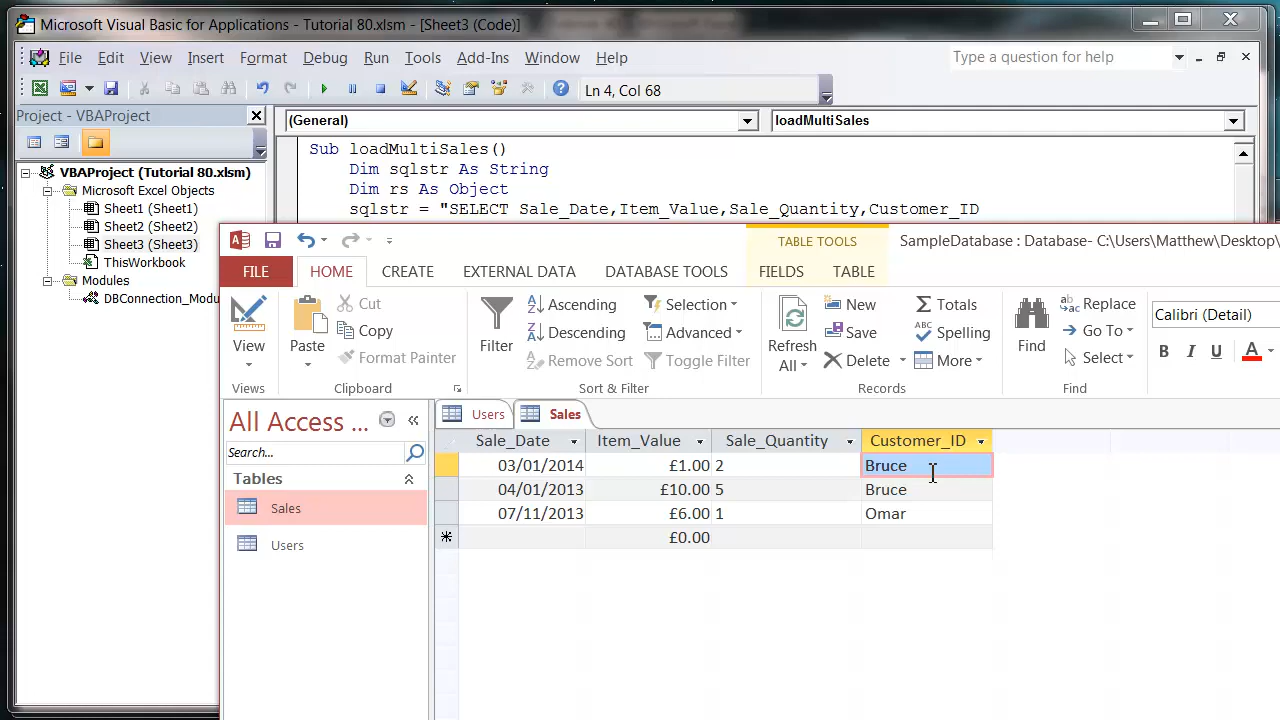 Microsoft Visual Basic for Applications - Tutorial 80.xlsm - [Sheet3 (Code)]
File Edit View Insert Format Debug Run Tools Add-Ins Window Help
Type a question for help
Ln 4, Col 68
Project - VBAProject
(General)
loadMultiSales
VBAProject (Tutorial 80.xlsm)
Microsoft Excel Objects
Sheet1 (Sheet1)
Sheet2 (Sheet2)
Sheet3 (Sheet3)
ThisWorkbook
Modules
DBConnection_Modu
Sub loadMultiSales()
Dim sqlstr As String
Dim rs As Object
sqlstr = "SELECT Sale_Date,Item_Value,Sale_Quantity,Customer_ID
TABLE TOOLS
SampleDatabase : Database- C:\Users\Matthew\Desktop\
FILE HOME CREATE EXTERNAL DATA DATABASE TOOLS FIELDS TABLE
View
Views
Paste
Cut
Copy
Format Painter
Clipboard
Filter
Ascending
Descending
Remove Sort
Selection
Advanced
Toggle Filter
Sort & Filter
Refresh
All
New
Save
Delete
Totals
Spelling
More
Records
Find
Replace
Go To
Select
Find
Calibri (Detail)
B I U A
All Access ...
Search...
Tables
Sales
Users
Users Sales
Sale_Date Item_Value Sale_Quantity Customer_ID
03/01/2014 £1.00 2 Bruce
04/01/2013 £10.00 5 Bruce
07/11/2013 £6.00 1 Omar
* £0.00